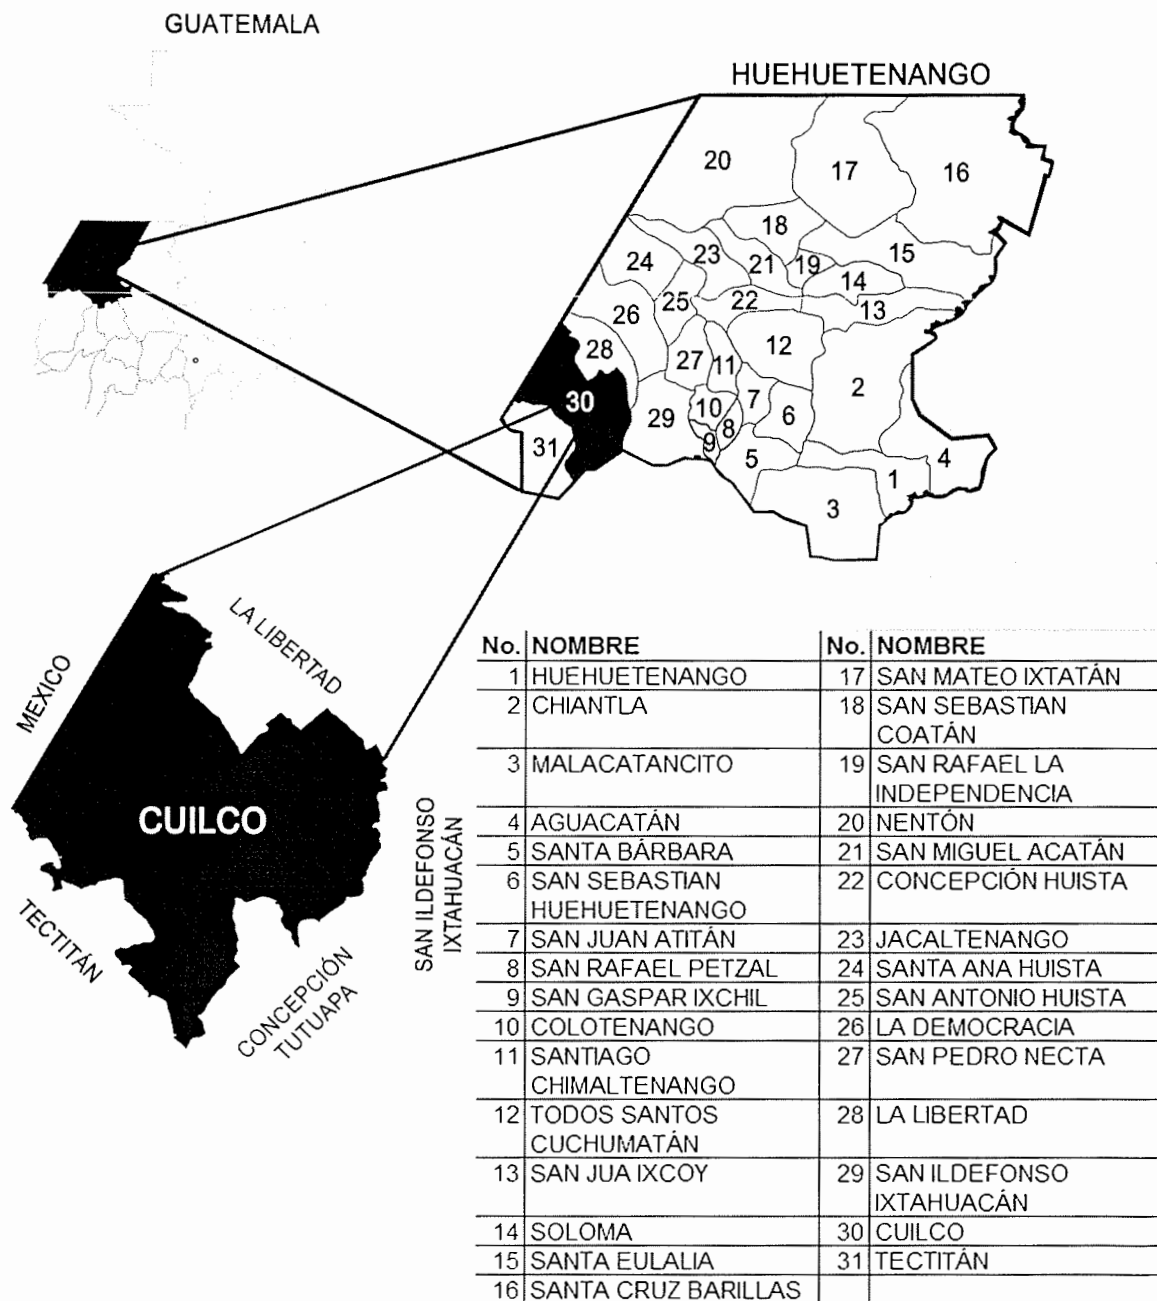 GUATEMALA
HUEHUETENANGO
20
17
16
18
15
23
21
19
24
14
25
22
13
26
28
27
11
12
2
30
10
7
6
29
8
9
31
5
4
1
3
LA LIBERTAD
MEXICO
CUILCO
SAN ILDEFONSO
IXTAHUACÁN
TECTITÁN
CONCEPCIÓN
TUTUAPA
No. NOMBRE No. NOMBRE
1 HUEHUETENANGO 17 SAN MATEO IXTATÁN
2 CHIANTLA 18 SAN SEBASTIAN
COATÁN
3 MALACATANCITO 19 SAN RAFAEL LA
INDEPENDENCIA
4 AGUACATÁN 20 NENTÓN
5 SANTA BÁRBARA 21 SAN MIGUEL ACATÁN
6 SAN SEBASTIAN 22 CONCEPCIÓN HUISTA
HUEHUETENANGO
7 SAN JUAN ATITÁN 23 JACALTENANGO
8 SAN RAFAEL PETZAL 24 SANTA ANA HUISTA
9 SAN GASPAR IXCHIL 25 SAN ANTONIO HUISTA
10 COLOTENANGO 26 LA DEMOCRACIA
11 SANTIAGO 27 SAN PEDRO NECTA
CHIMALTENANGO
12 TODOS SANTOS 28 LA LIBERTAD
CUCHUMATÁN
13 SAN JUA IXCOY 29 SAN ILDEFONSO
IXTAHUACÁN
14 SOLOMA 30 CUILCO
15 SANTA EULALIA 31 TECTITÁN
16 SANTA CRUZ BARILLAS